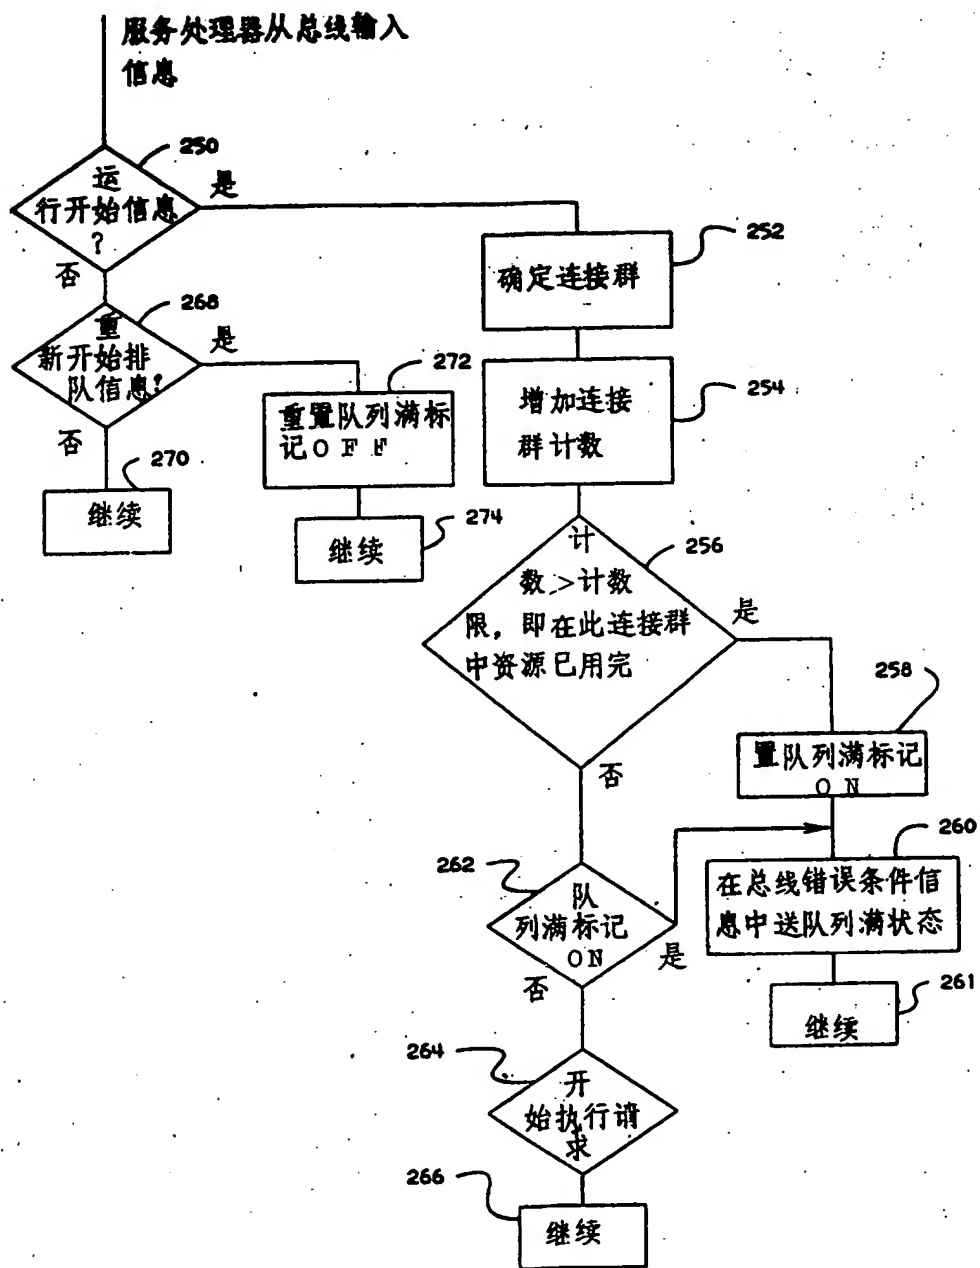 服务处理器从总线输入
信息
250
运
行开始信息
?
是
否
252
确定连接群
268
重
新开始排
队信息?
是
否
272
重置队列满标
记OFF
254
增加连接
群计数
270
继续
274
继续
256
计
数>计数
限，即在此连接群
中资源已用完
是
否
258
置队列满标记
ON
262
队
列满标记
ON
是
否
260
在总线错误条件信
息中送队列满状态
261
继续
264
开
始执行请
求
266
继续